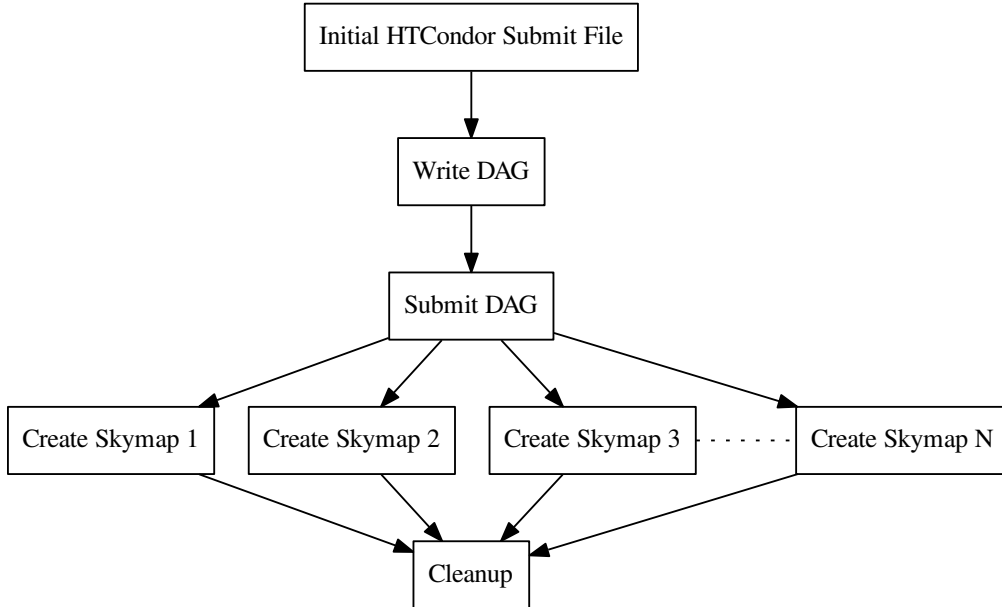 Initial HTCondor Submit File
Write DAG
Submit DAG
Create Skymap 1
Create Skymap 2
Create Skymap 3
Create Skymap N
Cleanup